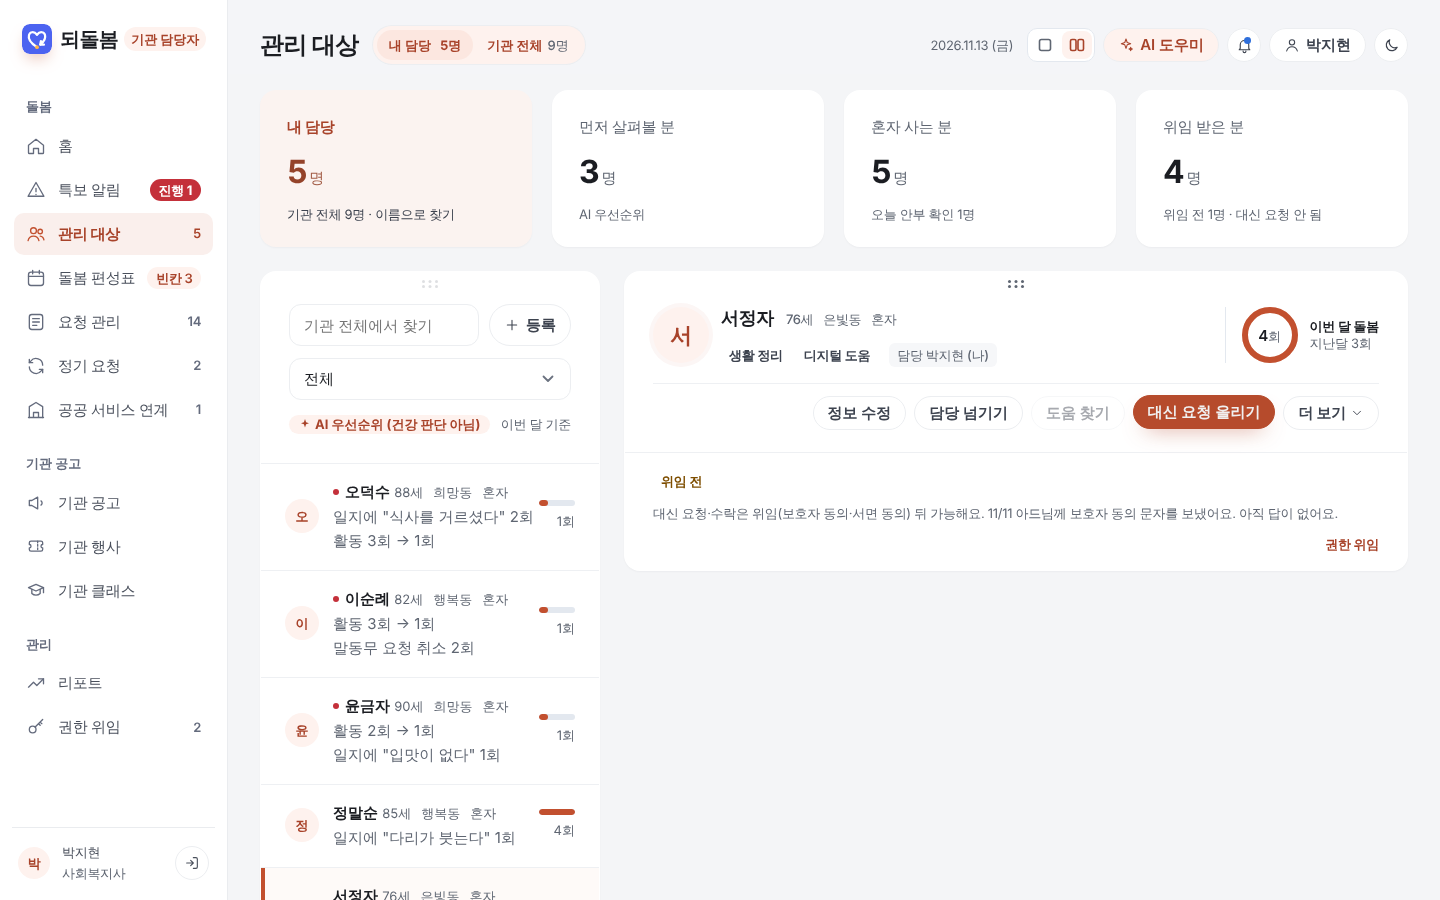 되돌봄 기관 담당자
돌봄
홈
특보 알림 진행 1
관리 대상 5
돌봄 편성표 빈칸 3
요청 관리 14
정기 요청 2
공공 서비스 연계 1
기관 공고
기관 공고
기관 행사
기관 클래스
관리
리포트
권한 위임 2
박 박지현
사회복지사
관리 대상 내 담당 5명 기관 전체 9명
2026.11.13 (금) AI 도우미 박지현
내 담당
5명
기관 전체 9명 · 이름으로 찾기
먼저 살펴볼 분
3명
AI 우선순위
혼자 사는 분
5명
오늘 안부 확인 1명
위임 받은 분
4명
위임 전 1명 · 대신 요청 안 됨
기관 전체에서 찾기 + 등록
전체
AI 우선순위 (건강 판단 아님) 이번 달 기준
오 오덕수 88세 희망동 혼자
일지에 "식사를 거르셨다" 2회
활동 3회 → 1회
1회
이 이순례 82세 행복동 혼자
활동 3회 → 1회
말동무 요청 취소 2회
1회
윤 윤금자 90세 희망동 혼자
활동 2회 → 1회
일지에 "입맛이 없다" 1회
1회
정 정말순 85세 행복동 혼자
일지에 "다리가 붓는다" 1회
4회
서정자 76세 은빛동 혼자
서 서정자 76세 은빛동 혼자
생활 정리 디지털 도움 담당 박지현 (나)
4회 이번 달 돌봄
지난달 3회
정보 수정 담당 넘기기 도움 찾기 대신 요청 올리기 더 보기
위임 전
대신 요청·수락은 위임(보호자 동의·서면 동의) 뒤 가능해요. 11/11 아드님께 보호자 동의 문자를 보냈어요. 아직 답이 없어요.
권한 위임